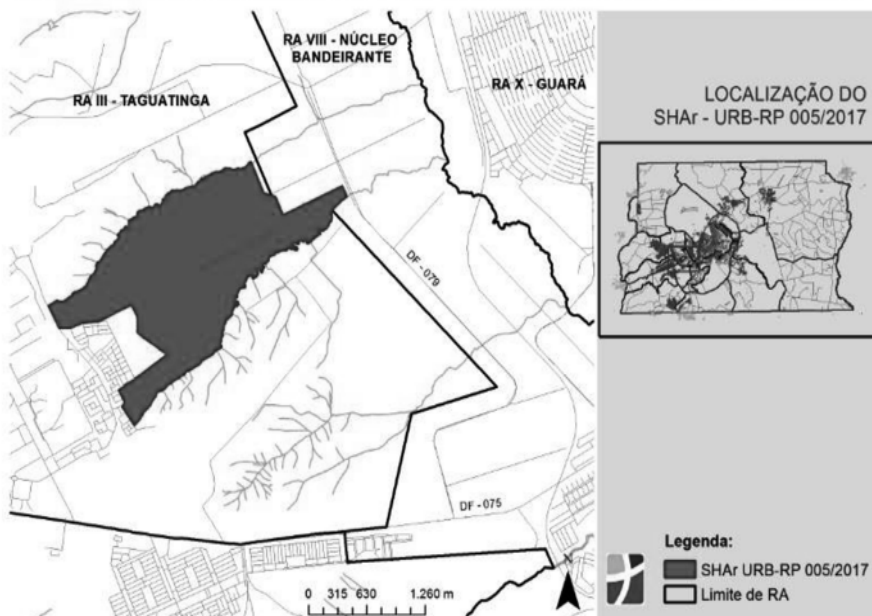 RA VIII - NÚCLEO
BANDEIRANTE
RA III - TAGUATINGA
RA X - GUARÁ
DF - 079
DF - 075
0 315 630 1.260 m
N
LOCALIZAÇÃO DO
SHAr - URB-RP 005/2017
Legenda:
SHAr URB-RP 005/2017
Limite de RA